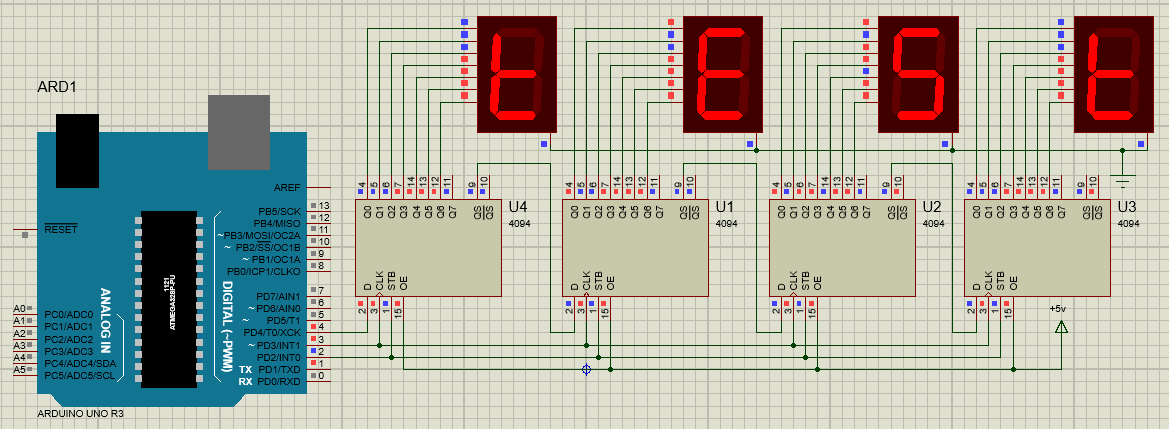 t E S t
ARD1
ARDUINO UNO R3
RESET
AREF
PB5/SCK 13
PB4/MISO 12
~PB3/MOSI/OC2A 11
~PB2/SS/OC1B 10
~PB1/OC1A 9
PB0/ICP1/CLKO 8
PD7/AIN1 7
~PD6/AIN0 6
~PD5/T1 5
PD4/T0/XCK 4
~PD3/INT1 3
PD2/INT0 2
TX PD1/TXD 1
RX PD0/RXD 0
DIGITAL (~PWM)
ANALOG IN
1121
ATMEGA328P-PU
A0 PC0/ADC0
A1 PC1/ADC1
A2 PC2/ADC2
A3 PC3/ADC3
A4 PC4/ADC4/SDA
A5 PC5/ADC5/SCL
4 5 6 7 14 13 12 11 9 10
Q0 Q1 Q2 Q3 Q4 Q5 Q6 Q7 QS QS
U4
4094
D CLK STB OE
2 3 1 15
4 5 6 7 14 13 12 11 9 10
Q0 Q1 Q2 Q3 Q4 Q5 Q6 Q7 QS QS
U1
4094
D CLK STB OE
2 3 1 15
4 5 6 7 14 13 12 11 9 10
Q0 Q1 Q2 Q3 Q4 Q5 Q6 Q7 QS QS
U2
4094
D CLK STB OE
2 3 1 15
4 5 6 7 14 13 12 11 9 10
Q0 Q1 Q2 Q3 Q4 Q5 Q6 Q7 QS QS
U3
4094
D CLK STB OE
2 3 1 15
+5v